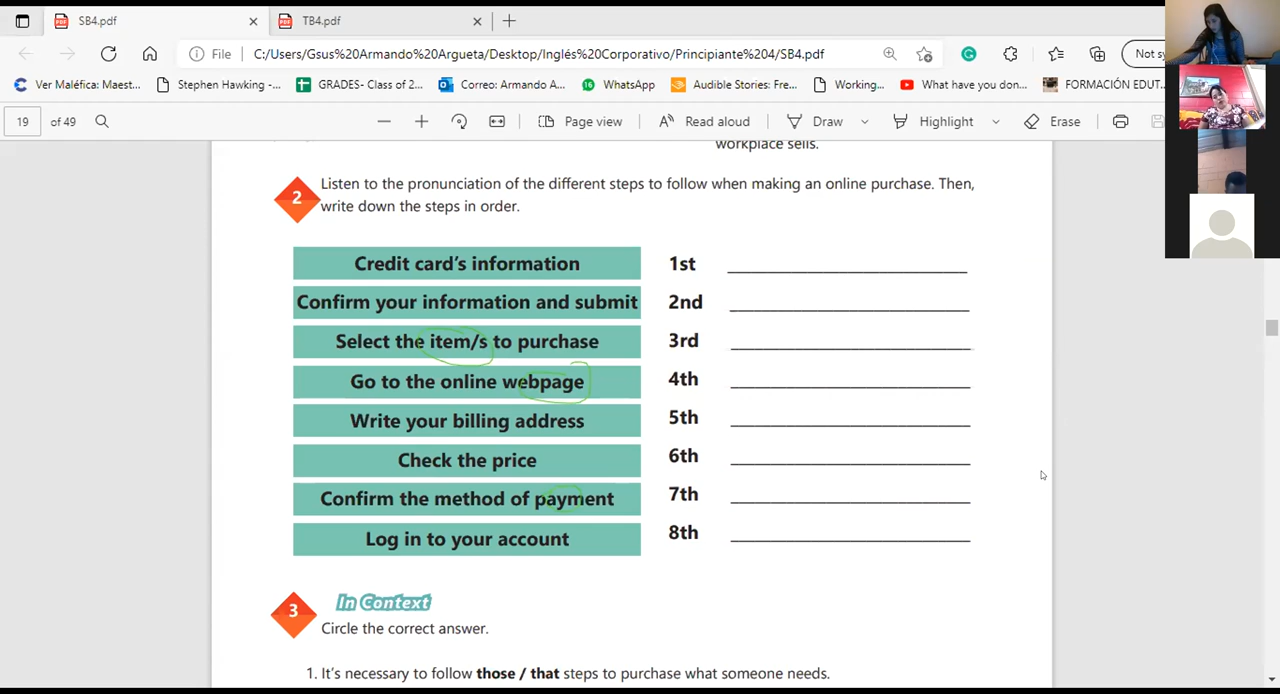 SB4.pdf
TB4.pdf
File C:/Users/Gsus%20Armando%20Argueta/Desktop/Inglés%20Corporativo/Principiante%204/SB4.pdf
Not sy
Ver Maléfica: Maest...
Stephen Hawking -...
GRADES- Class of 2...
Correo: Armando A...
16
WhatsApp
Audible Stories: Fre...
Working...
What have you don...
FORMACIÓN EDUT...
19 of 49
Page view
Read aloud
Draw
Highlight
Erase
workplace sells.
2
Listen to the pronunciation of the different steps to follow when making an online purchase. Then,
write down the steps in order.
Credit card's information
1st
Confirm your information and submit
2nd
Select the item/s to purchase
3rd
Go to the online webpage
4th
Write your billing address
5th
Check the price
6th
Confirm the method of payment
7th
Log in to your account
8th
3
In Context
Circle the correct answer.
1. It's necessary to follow those / that steps to purchase what someone needs.